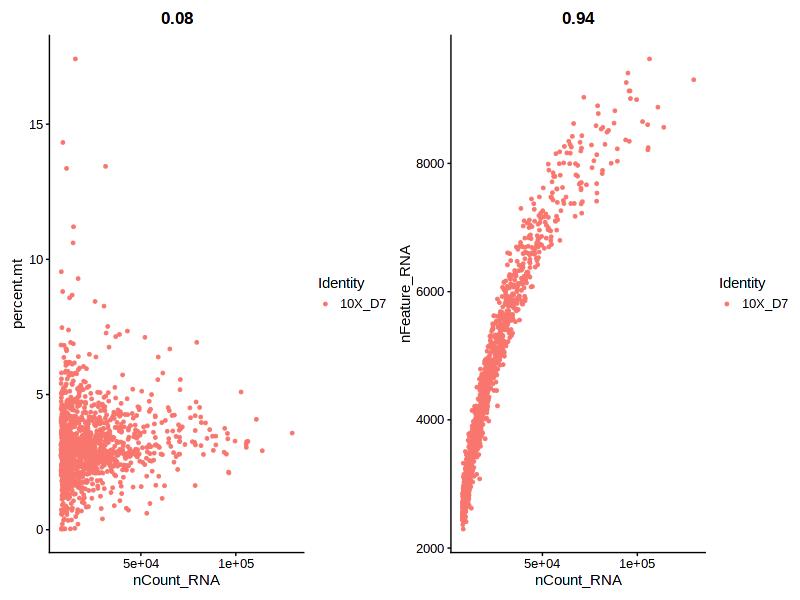 0.08
percent.mt
15
10
5
0
5e+04 1e+05
nCount_RNA
Identity
10X_D7
0.94
nFeature_RNA
8000
6000
4000
2000
5e+04 1e+05
nCount_RNA
Identity
10X_D7